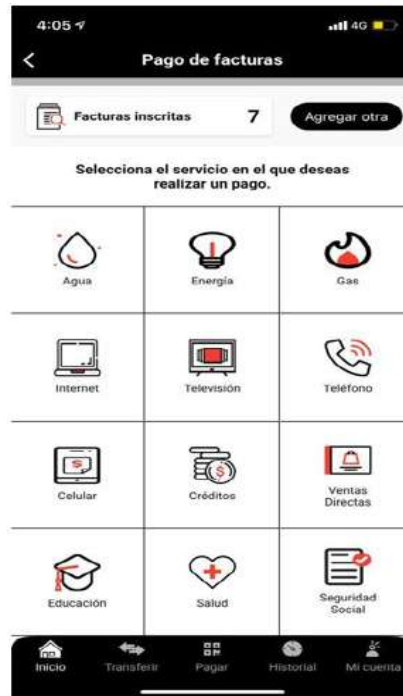 4:05
4G
Pago de facturas
Facturas inscritas 7 Agregar otra
Selecciona el servicio en el que deseas
realizar un pago.
Agua Energía Gas
Internet Televisión Teléfono
Celular Créditos Ventas
Directas
Educación Salud Seguridad
Social
Inicio Transferir Pagar Historial Mi cuenta